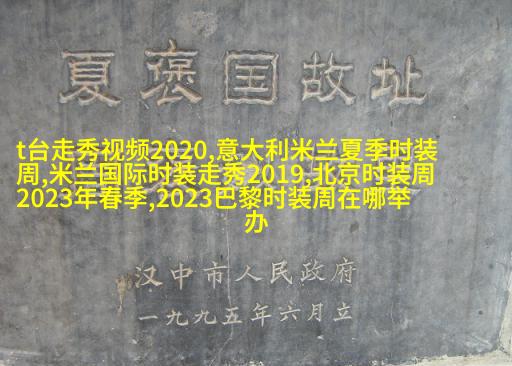 夏褒国故址
t台走秀视频2020,意大利米兰夏季时装
周,米兰国际时装走秀2019,北京时装周
2023年春季,2023巴黎时装周在哪举
办
汉中市人民政府
一九九五年六月立